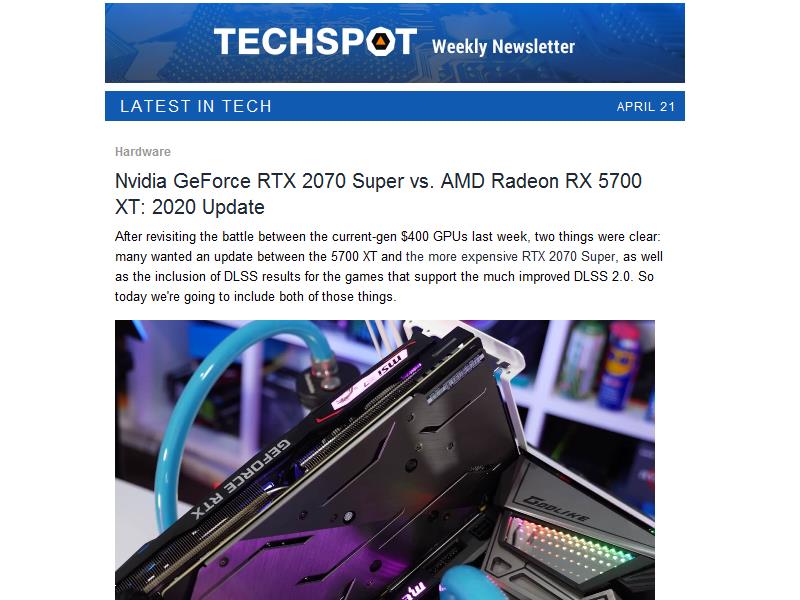 TECHSPOT Weekly Newsletter
LATEST IN TECH APRIL 21
Hardware
Nvidia GeForce RTX 2070 Super vs. AMD Radeon RX 5700
XT: 2020 Update
After revisiting the battle between the current-gen $400 GPUs last week, two things were clear:
many wanted an update between the 5700 XT and the more expensive RTX 2070 Super, as well
as the inclusion of DLSS results for the games that support the much improved DLSS 2.0. So
today we're going to include both of those things.
msi
GEFORCE RTX
GODLIKE